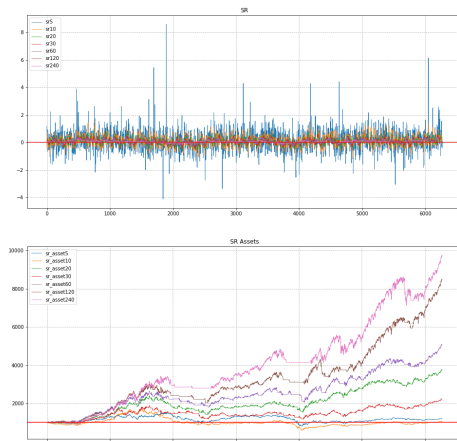 SR
sr5
sr10
sr20
sr30
sr60
sr120
sr240
8
6
4
2
0
−2
−4
0
1000
2000
3000
4000
5000
6000
SR Assets
sr_asset5
sr_asset10
sr_asset20
sr_asset30
sr_asset60
sr_asset120
sr_asset240
10000
8000
6000
4000
2000